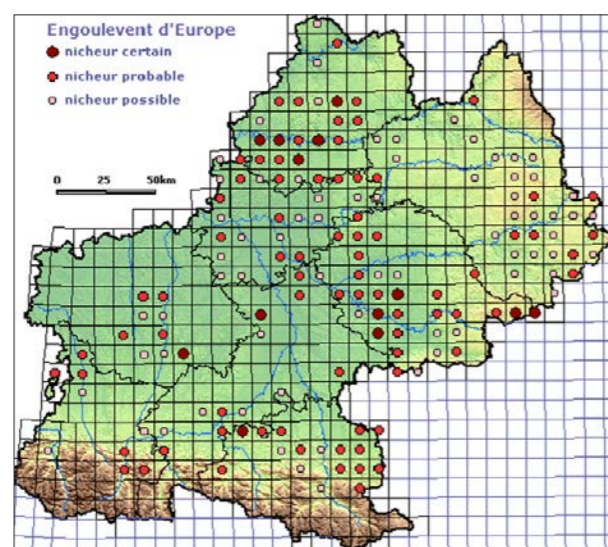 Engoulevent d'Europe
nicheur certain
nicheur probable
nicheur possible
0 25 50km